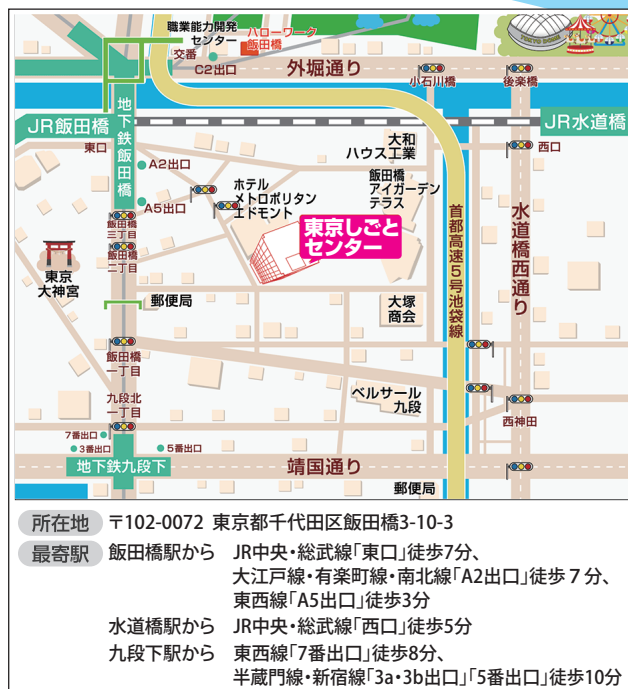 職業能力開発
センター
ハローワーク
飯田橋
交番
C2出口
外堀通り
小石川橋
後楽橋
TOKYO DOME
地下鉄飯田橋
JR飯田橋
JR水道橋
東口
西口
大和
ハウス工業
A2出口
ホテル
メトロポリタン
エドモント
飯田橋
アイガーデン
テラス
A5出口
飯田橋
三丁目
東京しごと
センター
首都高速5号池袋線
水道橋西通り
飯田橋
二丁目
東京
大神宮
郵便局
大塚
商会
飯田橋
一丁目
ベルサール
九段
九段北
一丁目
西神田
7番出口
3番出口
5番出口
地下鉄九段下
靖国通り
郵便局
所在地 〒102-0072 東京都千代田区飯田橋3-10-3
最寄駅 飯田橋駅から JR中央・総武線「東口」徒歩7分、
大江戸線・有楽町線・南北線「A2出口」徒歩7分、
東西線「A5出口」徒歩3分
水道橋駅から JR中央・総武線「西口」徒歩5分
九段下駅から 東西線「7番出口」徒歩8分、
半蔵門線・新宿線「3a・3b出口」「5番出口」徒歩10分